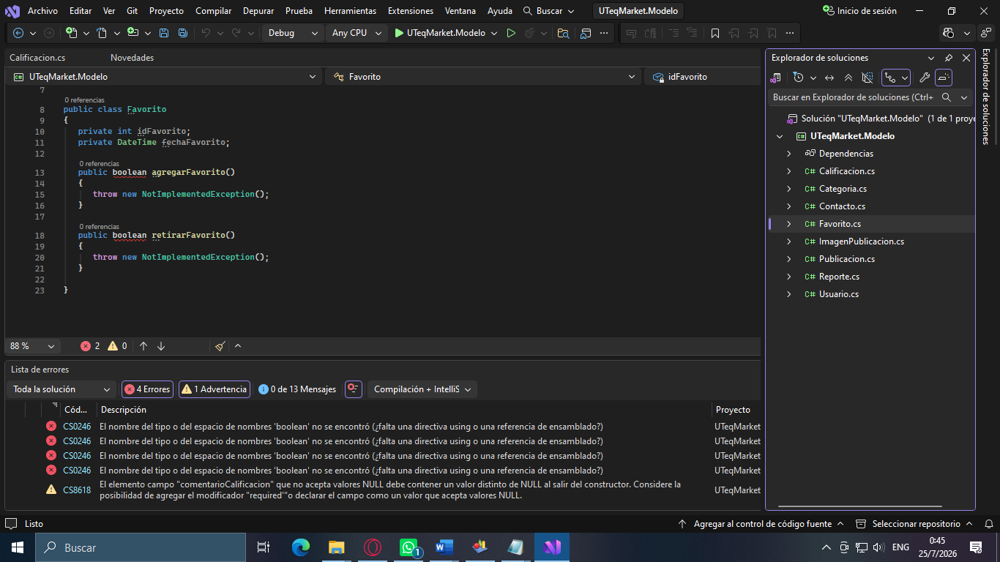 Archivo Editar Ver Git Proyecto Compilar Depurar Prueba Herramientas Extensiones Ventana Ayuda Buscar UTeqMarket.Modelo Inicio de sesión
Debug Any CPU UTeqMarket.Modelo
Calificacion.cs Novedades
UTeqMarket.Modelo Favorito idFavorito
7
0 referencias
8 public class Favorito
9 {
10 private int idFavorito;
11 private DateTime fechaFavorito;
12
0 referencias
13 public boolean agregarFavorito()
14 {
15 throw new NotImplementedException();
16 }
17
0 referencias
18 public boolean retirarFavorito()
19 {
20 throw new NotImplementedException();
21 }
22
23 }
88 % 2 0
Lista de errores
Toda la solución 4 Errores 1 Advertencia 0 de 13 Mensajes Compilación + IntelliS
Cód... Descripción Proyecto
CS0246 El nombre del tipo o del espacio de nombres 'boolean' no se encontró (¿falta una directiva using o una referencia de ensamblado?) UTeqMarket
CS0246 El nombre del tipo o del espacio de nombres 'boolean' no se encontró (¿falta una directiva using o una referencia de ensamblado?) UTeqMarket
CS0246 El nombre del tipo o del espacio de nombres 'boolean' no se encontró (¿falta una directiva using o una referencia de ensamblado?) UTeqMarket
CS0246 El nombre del tipo o del espacio de nombres 'boolean' no se encontró (¿falta una directiva using o una referencia de ensamblado?) UTeqMarket
CS8618 El elemento campo "comentarioCalificacion" que no acepta valores NULL debe contener un valor distinto de NULL al salir del constructor. Considere la UTeqMarket
posibilidad de agregar el modificador "required'"o declarar el campo como un valor que acepta valores NULL.
Explorador de soluciones
Buscar en Explorador de soluciones (Ctrl+
Solución "UTeqMarket.Modelo" (1 de 1 proye
UTeqMarket.Modelo
Dependencias
C# Calificacion.cs
C# Categoria.cs
C# Contacto.cs
C# Favorito.cs
C# ImagenPublicacion.cs
C# Publicacion.cs
C# Reporte.cs
C# Usuario.cs
Explorador de soluciones
Listo Agregar al control de código fuente Seleccionar repositorio
Buscar 1 ENG 0:45
25/7/2026